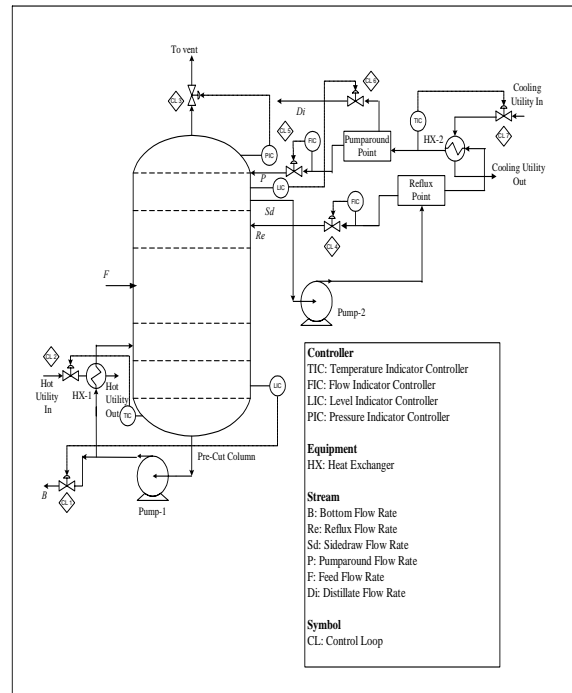 To vent
CL 3
PIC
Di
CL 6
CL 5
FIC
P
LIC
Pumparound
Point
TIC
HX-2
Cooling
Utility In
CL 7
Cooling Utility
Out
Reflux
Point
Sd
Re
FIC
CL 4
F
Pump-2
CL 2
Hot
Utility
In
HX-1
Hot
Utility
Out
TIC
LIC
Pre-Cut Column
B
CL 1
Pump-1
Controller
TIC: Temperature Indicator Controller
FIC: Flow Indicator Controller
LIC: Level Indicator Controller
PIC: Pressure Indicator Controller
Equipment
HX: Heat Exchanger
Stream
B: Bottom Flow Rate
Re: Reflux Flow Rate
Sd: Sidedraw Flow Rate
P: Pumparound Flow Rate
F: Feed Flow Rate
Di: Distillate Flow Rate
Symbol
CL: Control Loop